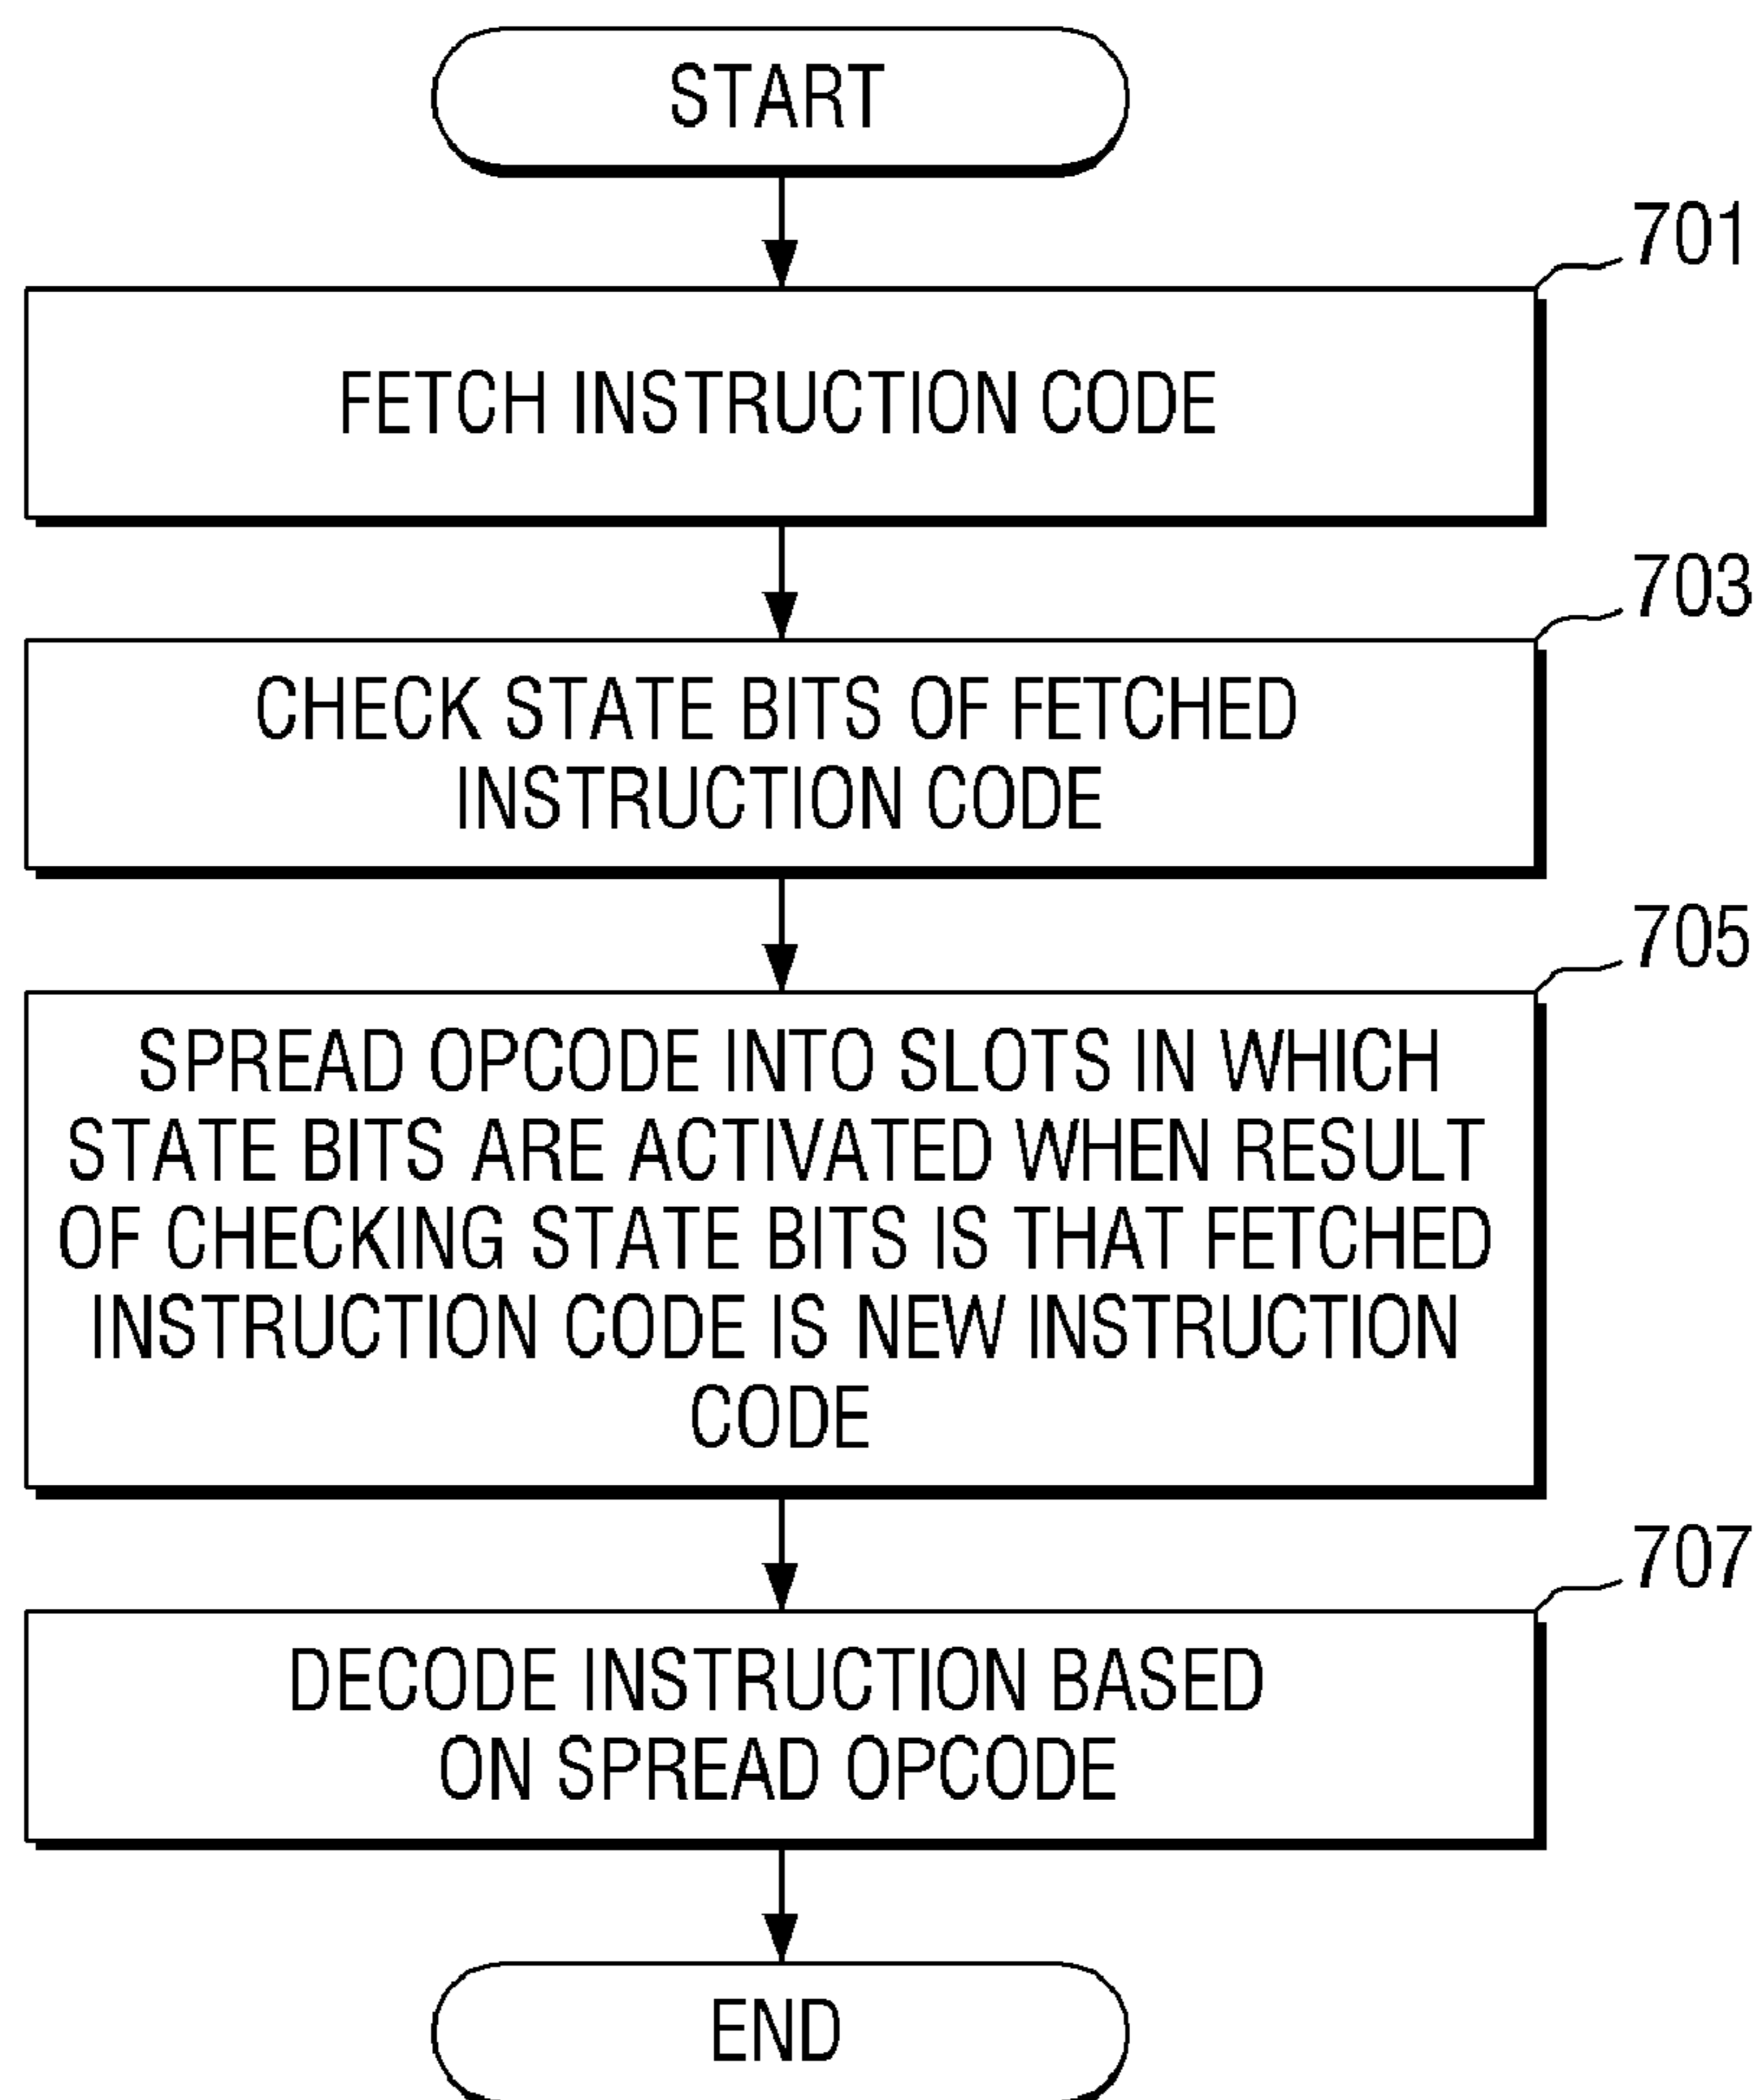 START
701
FETCH INSTRUCTION CODE
703
CHECK STATE BITS OF FETCHED
INSTRUCTION CODE
705
SPREAD OPCODE INTO SLOTS IN WHICH
STATE BITS ARE ACTIVATED WHEN RESULT
OF CHECKING STATE BITS IS THAT FETCHED
INSTRUCTION CODE IS NEW INSTRUCTION
CODE
707
DECODE INSTRUCTION BASED
ON SPREAD OPCODE
END